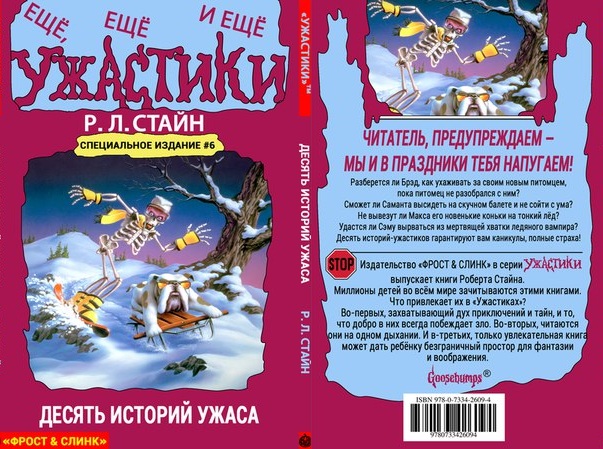 ЕЩЁ, ЕЩЁ И ЕЩЁ
УЖАСТИКИ
Р. Л. СТАЙН
СПЕЦИАЛЬНОЕ ИЗДАНИЕ #6
ДЕСЯТЬ ИСТОРИЙ УЖАСА
«ФРОСТ & СЛИНК»
«УЖАСТИКИ»™
ДЕСЯТЬ ИСТОРИЙ УЖАСА
Р. Л. СТАЙН
ЧИТАТЕЛЬ, ПРЕДУПРЕЖДАЕМ –
МЫ И В ПРАЗДНИКИ ТЕБЯ НАПУГАЕМ!
Разберется ли Брэд, как ухаживать за своим новым питомцем,
пока питомец не разобрался с ним?
Сможет ли Саманта высидеть на скучном балете и не сойти с ума?
Не вывезут ли Макса его новенькие коньки на тонкий лёд?
Удастся ли Сэму вырваться из мертвящей хватки ледяного вампира?
Десять историй-ужастиков гарантируют вам каникулы, полные страха!
STOP Издательство «ФРОСТ & СЛИНК» в серии УЖАСТИКИ
выпускает книги Роберта Стайна.
Миллионы детей во всём мире зачитываются этими книгами.
Что привлекает их в «Ужастиках»?
Во-первых, захватывающий дух приключений и тайн, и то,
что добро в них всегда побеждает зло. Во-вторых, читаются
они на одном дыхании. И в-третьих, только увлекательная книга
может дать ребёнку безграничный простор для фантазии
и воображения.
Goosebumps®
ISBN 978-0-7334-2609-4
9780733426094